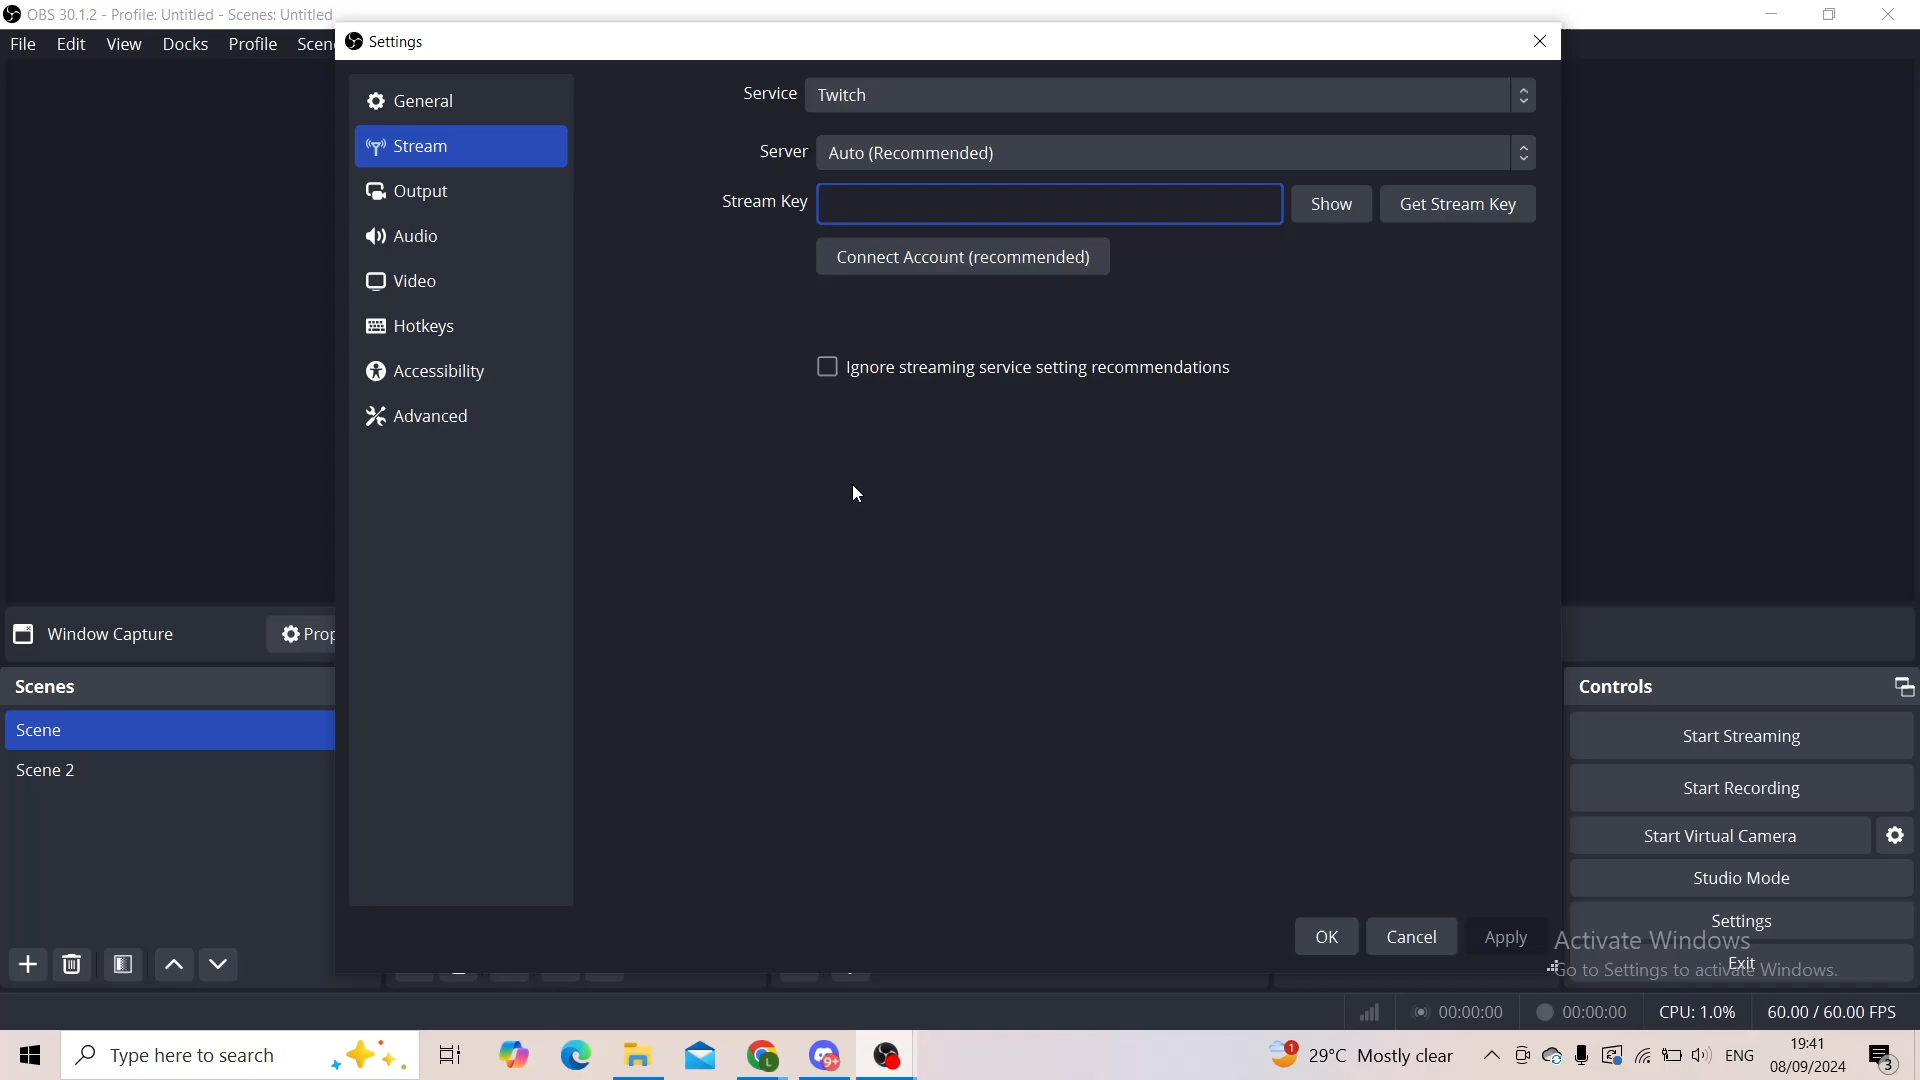 OBS 30.1.2 - Profile: Untitled - Scenes: Untitled
File Edit View Docks Profile Scen
Settings
General
Stream
Output
Audio
Video
Hotkeys
Accessibility
Advanced
Service Twitch
Server Auto (Recommended)
Stream Key Show Get Stream Key
Connect Account (recommended)
Ignore streaming service setting recommendations
OK Cancel Apply
Window Capture Prop
Scenes
Scene
Scene 2
Controls
Start Streaming
Start Recording
Start Virtual Camera
Studio Mode
Settings
Exit
Activate Windows
Go to Settings to activate Windows.
00:00:00 00:00:00 CPU: 1.0% 60.00 / 60.00 FPS
Type here to search
1 29°C Mostly clear ENG 19:41
08/09/2024 3